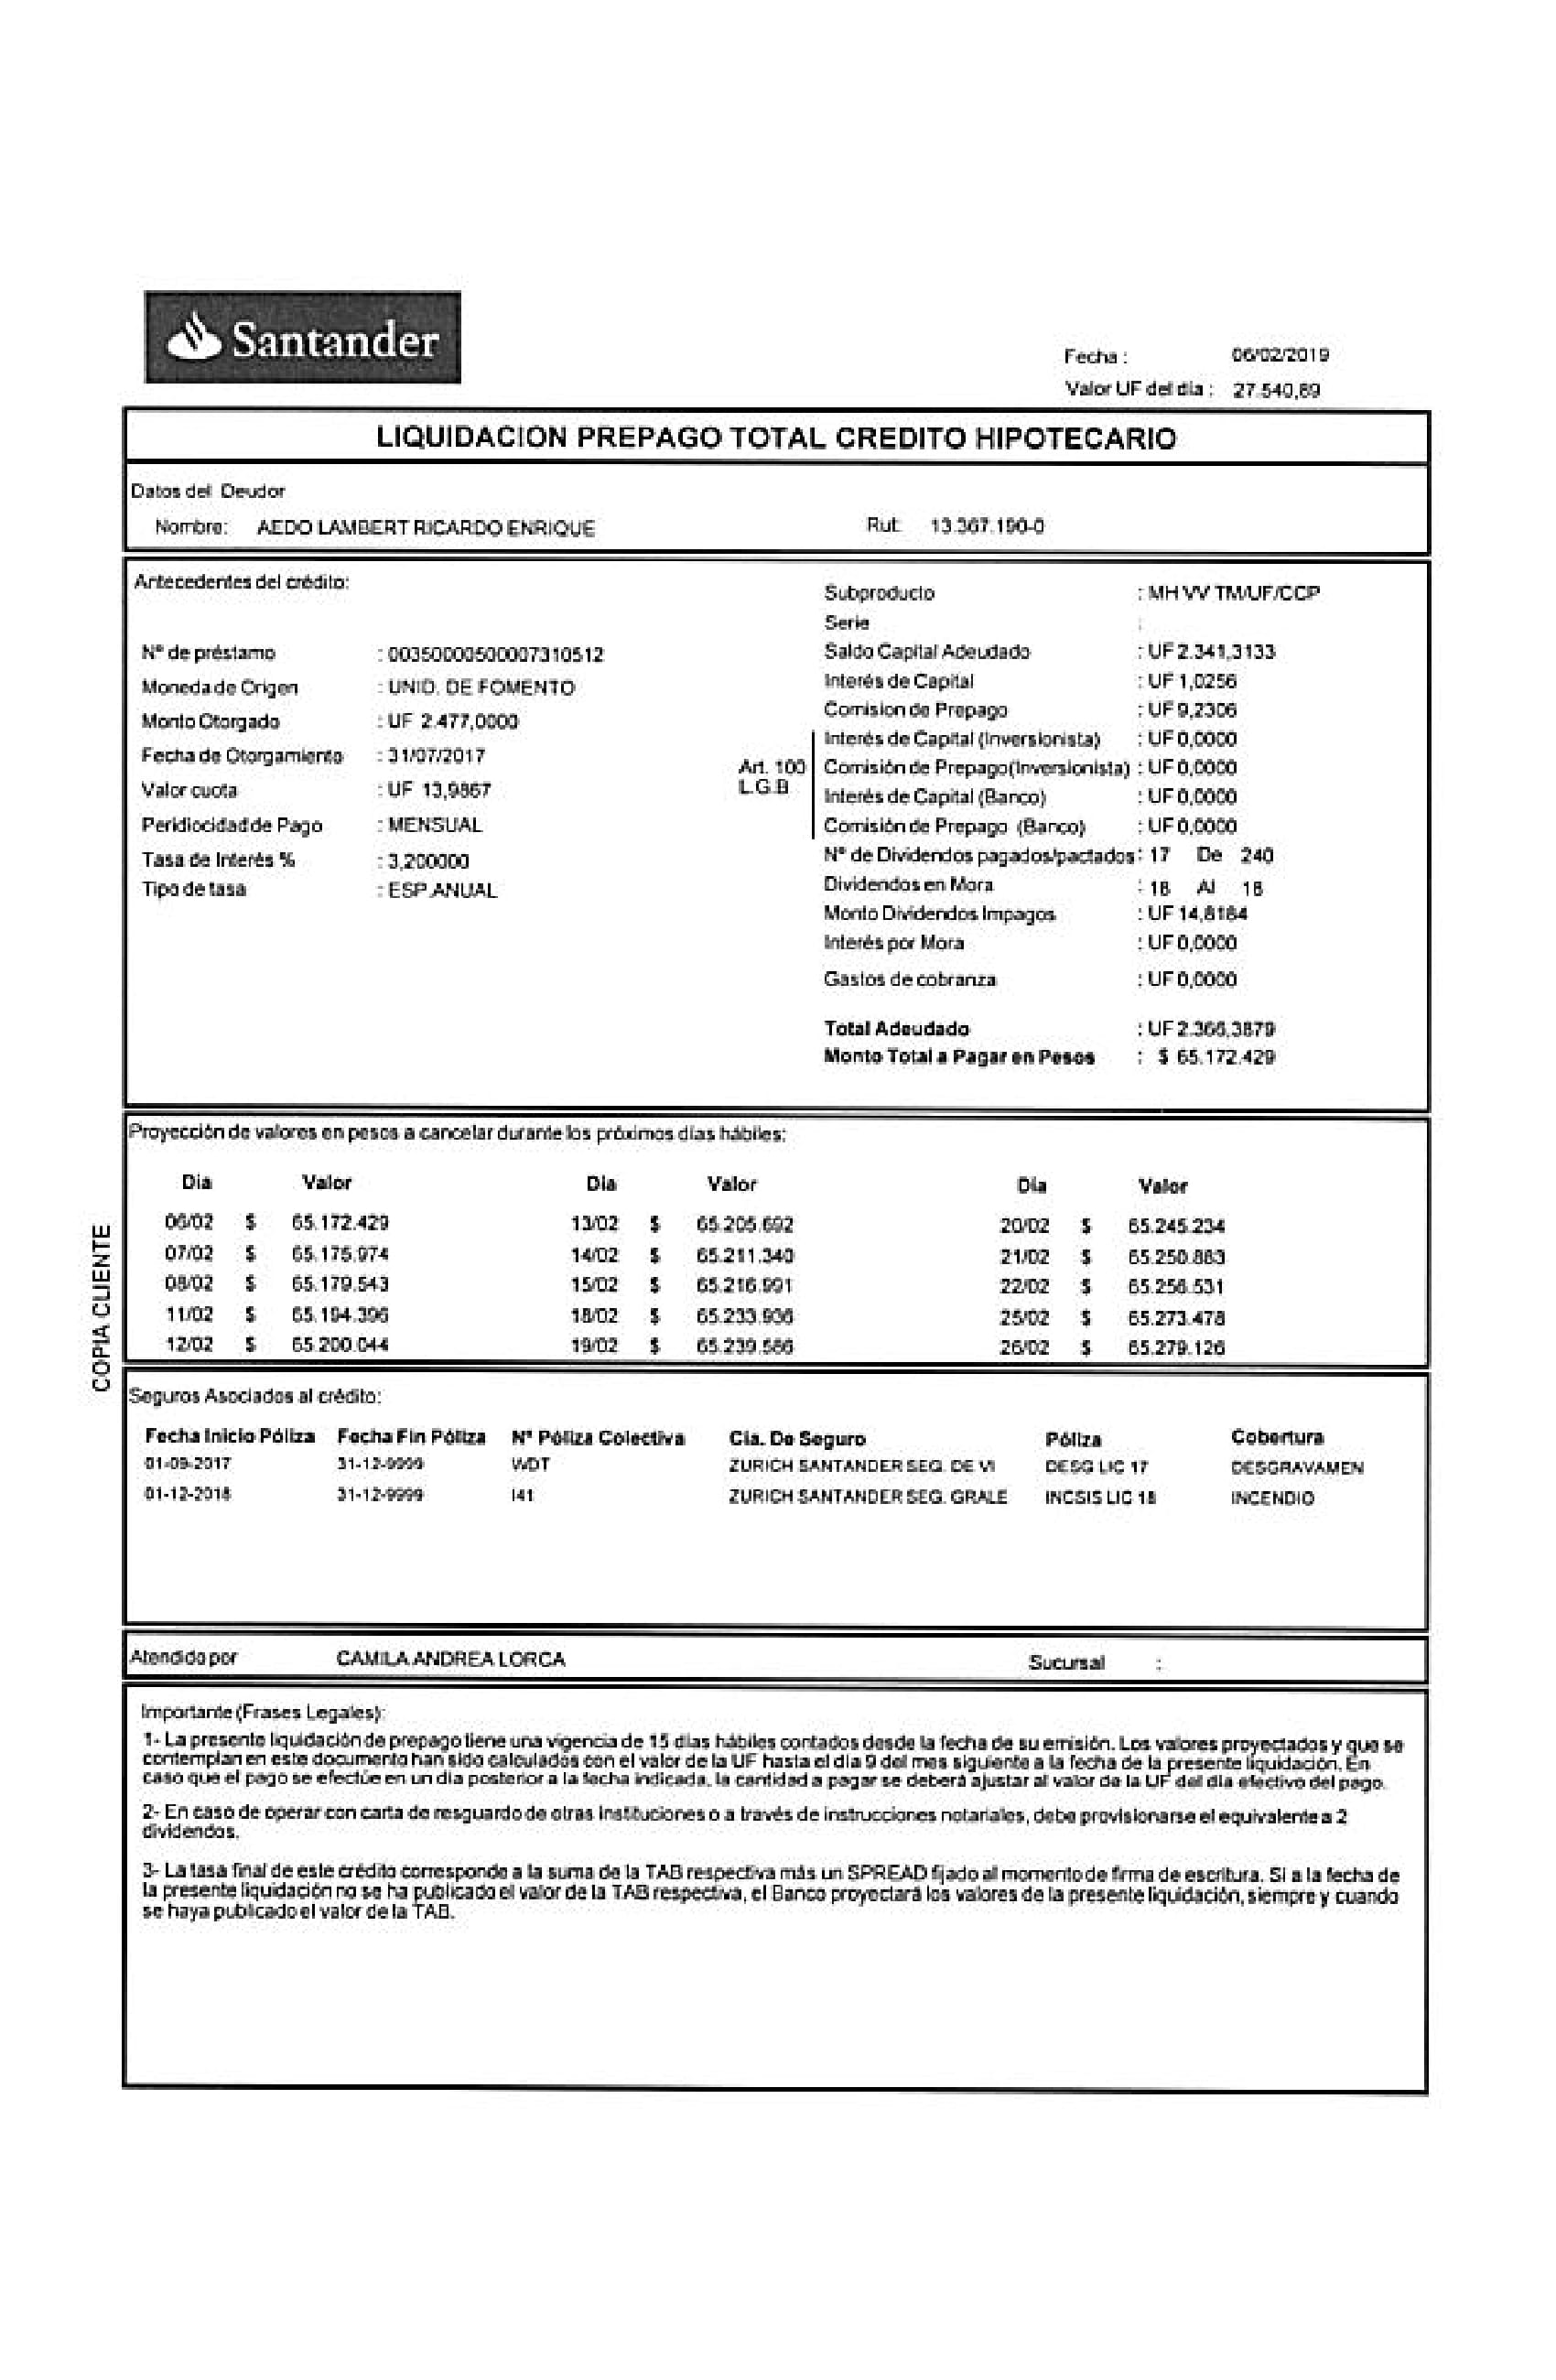 Santander
Fecha : 06/02/2019
Valor UF del día : 27.540,89
LIQUIDACION PREPAGO TOTAL CREDITO HIPOTECARIO
Datos del Deudor
Nombre: AEDO LAMBERT RICARDO ENRIQUE Rut: 13.367.190-0
Antecedentes del crédito:
Nº de préstamo : 00350000500007310512
Moneda de Origen : UNID. DE FOMENTO
Monto Otorgado : UF 2.477,0000
Fecha de Otorgamiento : 31/07/2017
Valor cuota : UF 13,9867
Peridiocidad de Pago : MENSUAL
Tasa de Interés % : 3,200000
Tipo de tasa : ESP.ANUAL
Subproducto : MH VV TM/UF/CCP
Serie :
Saldo Capital Adeudado : UF 2.341,3133
Interés de Capital : UF 1,0256
Comision de Prepago : UF 9,2306
Art. 100 L.G.B
Interés de Capital (Inversionista) : UF 0,0000
Comisión de Prepago(Inversionista) : UF 0,0000
Interés de Capital (Banco) : UF 0,0000
Comisión de Prepago (Banco) : UF 0,0000
Nº de Dividendos pagados/pactados : 17 De 240
Dividendos en Mora : 18 Al 18
Monto Dividendos Impagos : UF 14,8184
Interés por Mora : UF 0,0000
Gastos de cobranza : UF 0,0000
Total Adeudado : UF 2.366,3879
Monto Total a Pagar en Pesos : $ 65.172.429
Proyección de valores en pesos a cancelar durante los próximos días hábiles:
Dia Valor Dia Valor Dia Valor
06/02 $ 65.172.429 13/02 $ 65.205.692 20/02 $ 65.245.234
07/02 $ 65.175.974 14/02 $ 65.211.340 21/02 $ 65.250.883
08/02 $ 65.179.543 15/02 $ 65.216.991 22/02 $ 65.256.531
11/02 $ 65.194.396 18/02 $ 65.233.936 25/02 $ 65.273.478
12/02 $ 65.200.044 19/02 $ 65.239.586 26/02 $ 65.279.126
COPIA CLIENTE
Seguros Asociados al crédito:
Fecha Inicio Póliza Fecha Fin Póliza Nº Póliza Colectiva Cia. De Seguro Póliza Cobertura
01-09-2017 31-12-9999 WDT ZURICH SANTANDER SEG. DE VI DESG LIC 17 DESGRAVAMEN
01-12-2018 31-12-9999 I41 ZURICH SANTANDER SEG. GRALE INCSIS LIC 18 INCENDIO
Atendido por CAMILA ANDREA LORCA Sucursal :
Importante (Frases Legales):
1- La presente liquidación de prepago tiene una vigencia de 15 días hábiles contados desde la fecha de su emisión. Los valores proyectados y que se
contemplan en este documento han sido calculados con el valor de la UF hasta el día 9 del mes siguiente a la fecha de la presente liquidación. En
caso que el pago se efectúe en un día posterior a la fecha indicada, la cantidad a pagar se deberá ajustar al valor de la UF del día efectivo del pago.
2- En caso de operar con carta de resguardo de otras instituciones o a través de instrucciones notariales, debe provisionarse el equivalente a 2
dividendos.
3- La tasa final de este crédito corresponde a la suma de la TAB respectiva más un SPREAD fijado al momento de firma de escritura. Si a la fecha de
la presente liquidación no se ha publicado el valor de la TAB respectiva, el Banco proyectará los valores de la presente liquidación, siempre y cuando
se haya publicado el valor de la TAB.